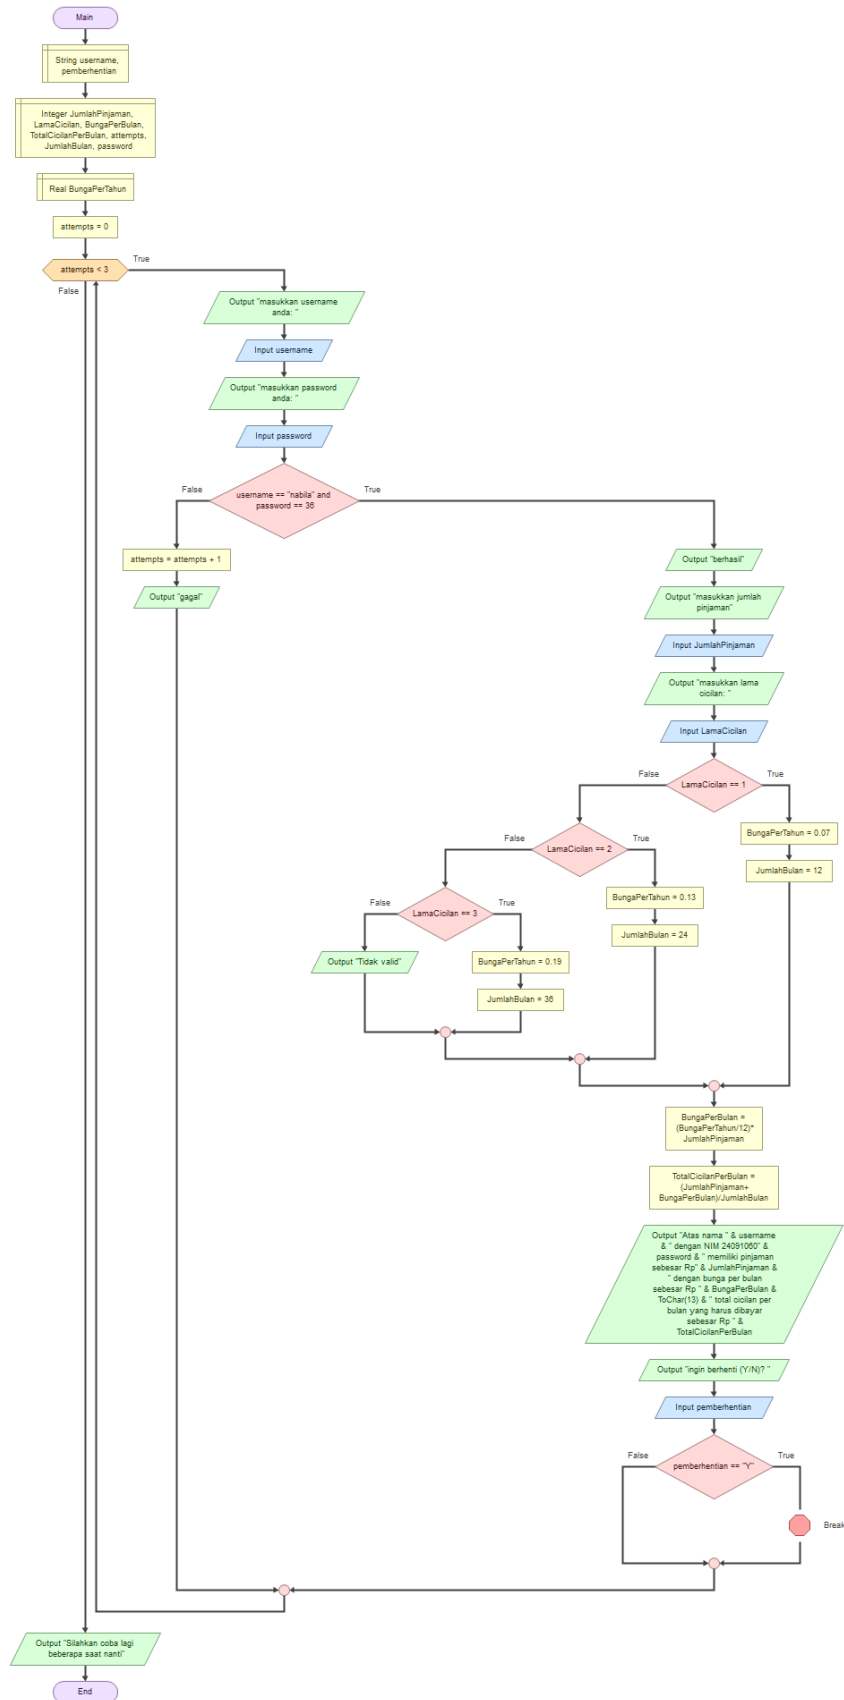 Main
String username,
pemberhentian
Integer JumlahPinjaman,
LamaCicilan, BungaPerBulan,
TotalCicilanPerBulan, attempts,
JumlahBulan, password
Real BungaPerTahun
attempts = 0
attempts < 3
True
False
Output "masukkan username
anda: "
Input username
Output "masukkan password
anda: "
Input password
username == "nabila" and
password == 36
False
True
attempts = attempts + 1
Output "gagal"
Output "berhasil"
Output "masukkan jumlah
pinjaman"
Input JumlahPinjaman
Output "masukkan lama
cicilan: "
Input LamaCicilan
LamaCicilan == 1
False
True
BungaPerTahun = 0.07
JumlahBulan = 12
LamaCicilan == 2
False
True
BungaPerTahun = 0.13
JumlahBulan = 24
LamaCicilan == 3
False
True
Output "Tidak valid"
BungaPerTahun = 0.19
JumlahBulan = 36
BungaPerBulan =
(BungaPerTahun/12)*
JumlahPinjaman
TotalCicilanPerBulan =
(JumlahPinjaman+
BungaPerBulan)/JumlahBulan
Output "Atas nama " & username
& " dengan NIM 24091060" &
password & " memiliki pinjaman
sebesar Rp" & JumlahPinjaman &
" dengan bunga per bulan
sebesar Rp " & BungaPerBulan &
ToChar(13) & " total cicilan per
bulan yang harus dibayar
sebesar Rp " &
TotalCicilanPerBulan
Output "ingin berhenti (Y/N)? "
Input pemberhentian
pemberhentian == "Y"
False
True
Break
Output "Silahkan coba lagi
beberapa saat nanti"
End